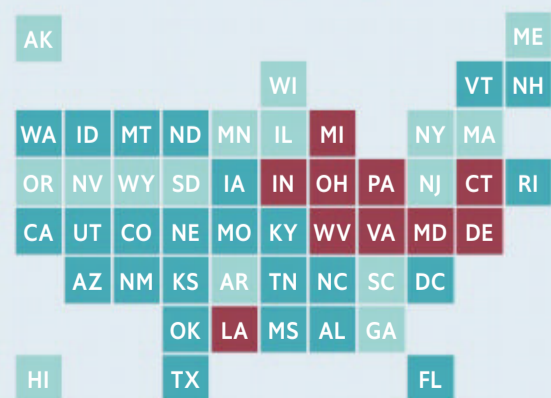 AK ME
WI VT NH
WA ID MT ND MN IL MI NY MA
OR NV WY SD IA IN OH PA NJ CT RI
CA UT CO NE MO KY WV VA MD DE
AZ NM KS AR TN NC SC DC
OK LA MS AL GA
HI TX FL